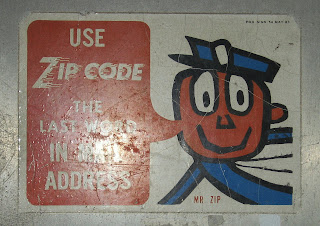 USE
ZIP CODE
THE
LAST WORD
IN MAIL
ADDRESS
MR. ZIP